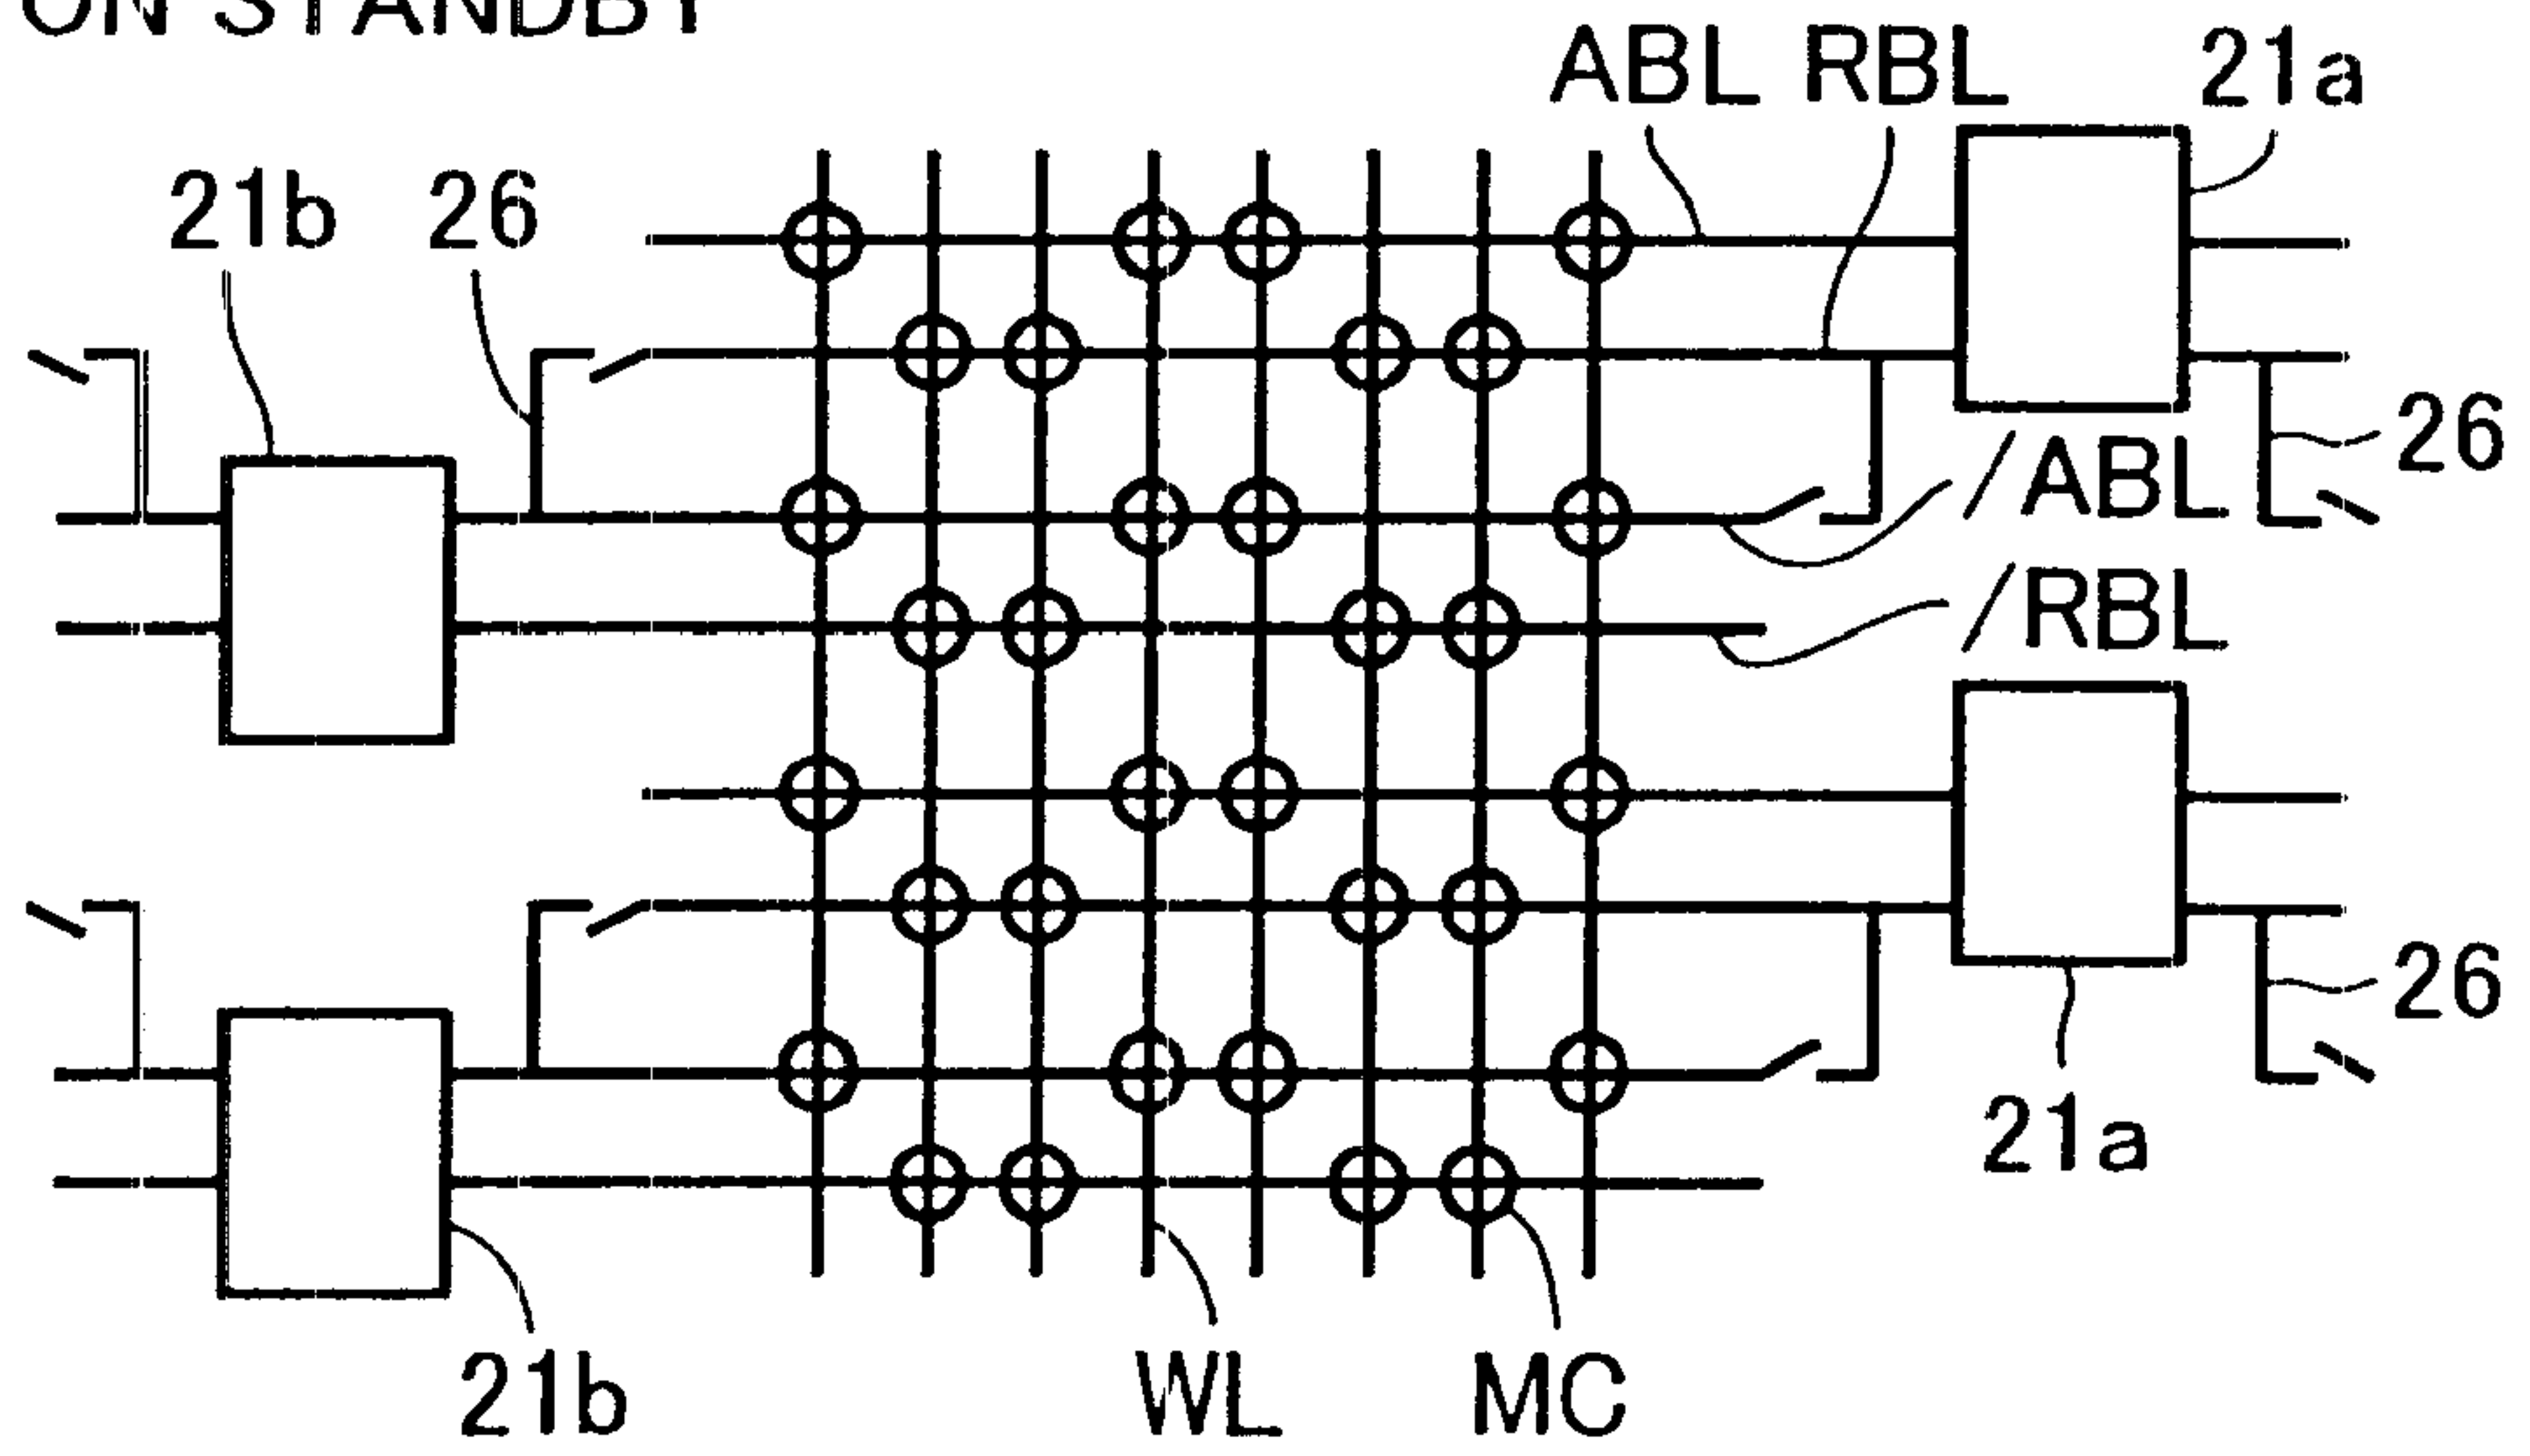 ON STANDBY
ABL RBL 21a
21b 26
26
/ABL
/RBL
26
21a
21b WL MC